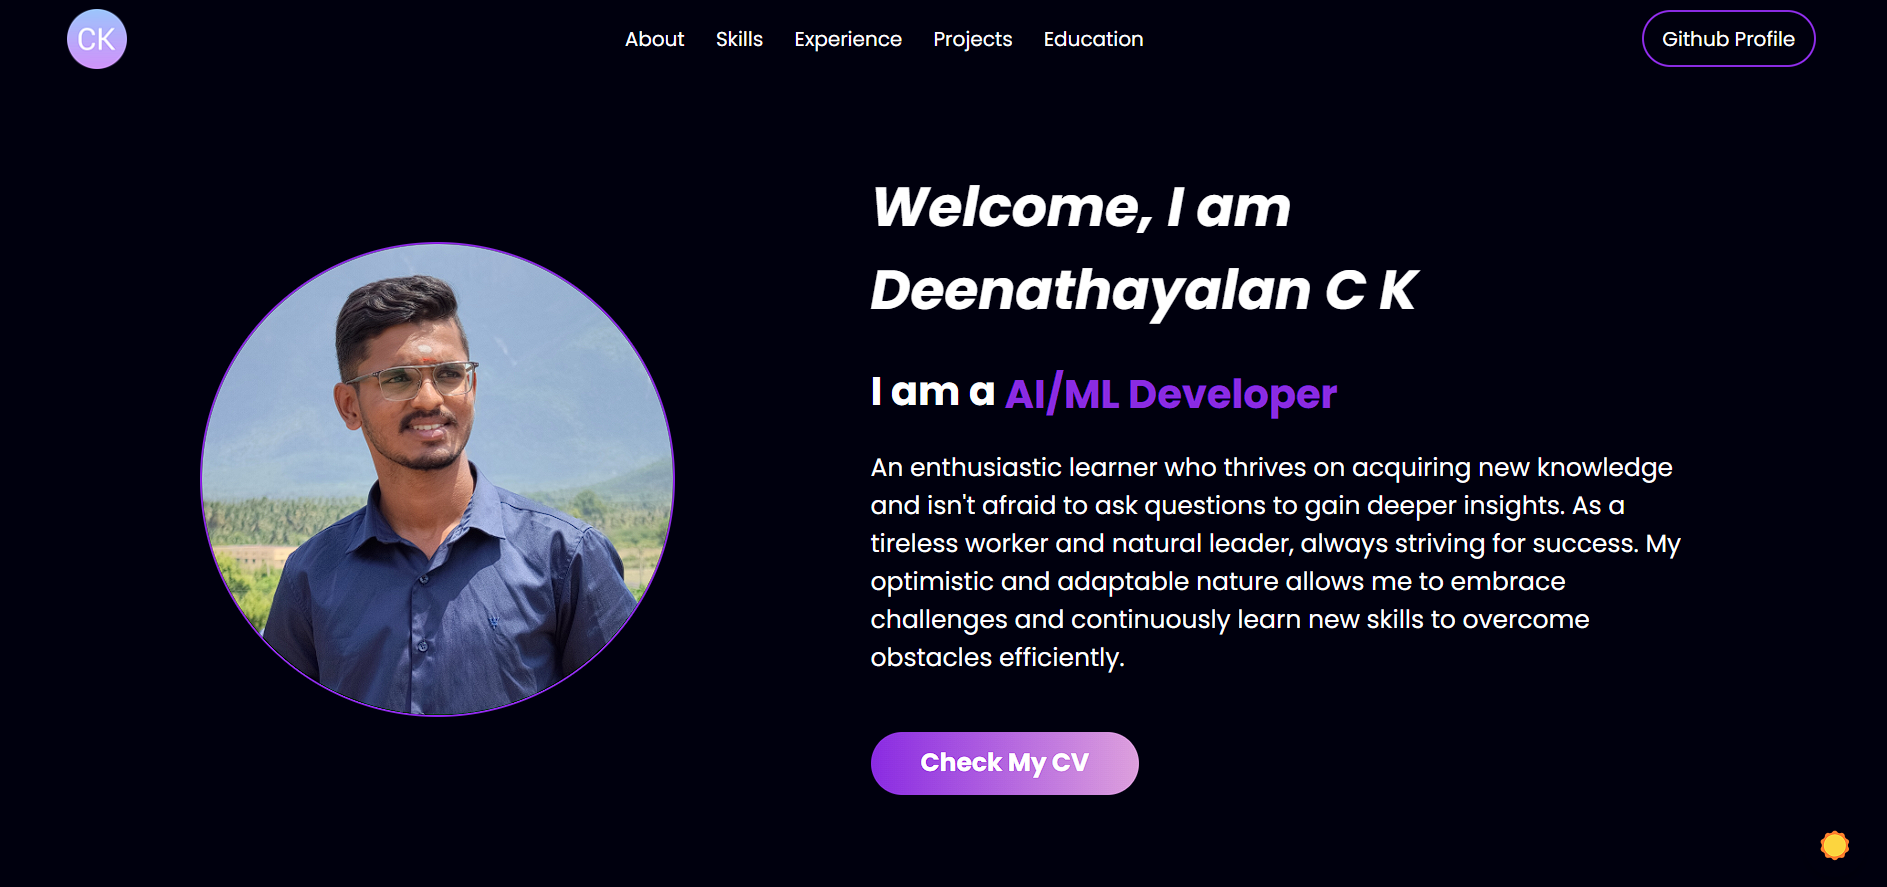 CK
About Skills Experience Projects Education
Github Profile
Welcome, I am
Deenathayalan C K
I am a AI/ML Developer
An enthusiastic learner who thrives on acquiring new knowledge
and isn't afraid to ask questions to gain deeper insights. As a
tireless worker and natural leader, always striving for success. My
optimistic and adaptable nature allows me to embrace
challenges and continuously learn new skills to overcome
obstacles efficiently.
Check My CV